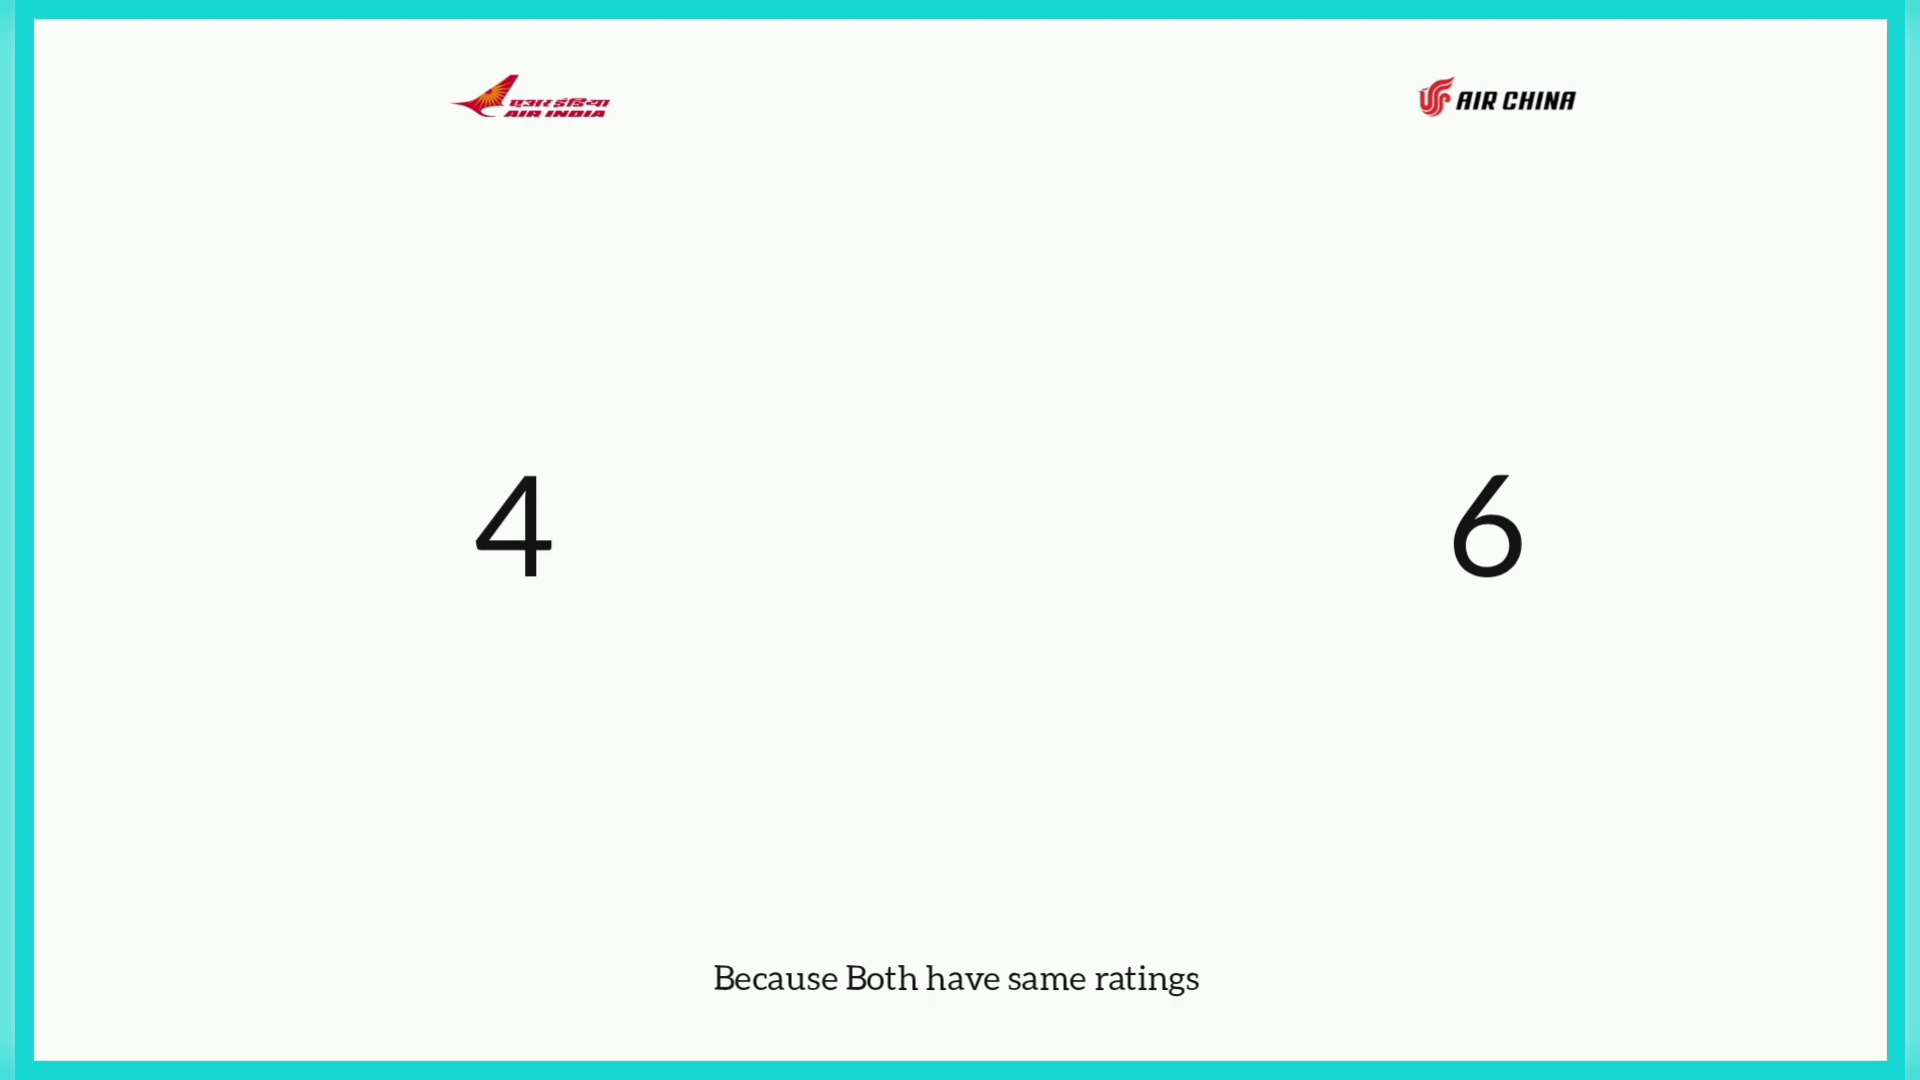 एअर इंडिया
AIR INDIA
AIR CHINA
4
6
Because Both have same ratings